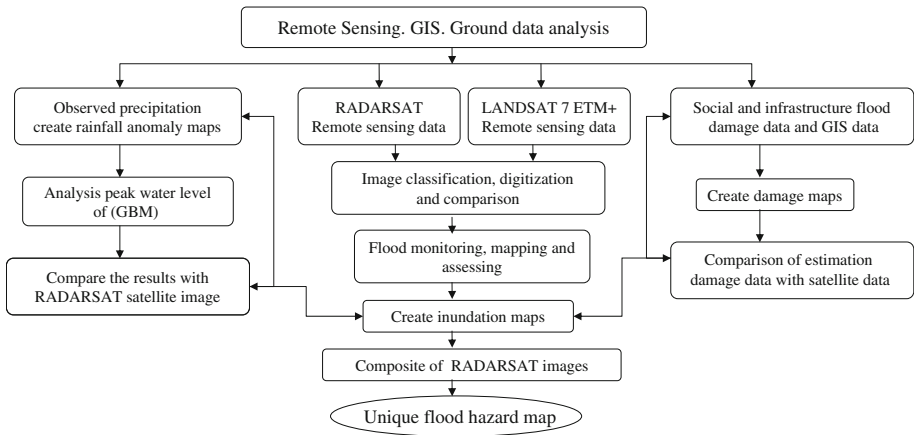 Remote Sensing. GIS. Ground data analysis
Observed precipitation
create rainfall anomaly maps
RADARSAT
Remote sensing data
LANDSAT 7 ETM+
Remote sensing data
Social and infrastructure flood
damage data and GIS data
Image classification, digitization
and comparison
Analysis peak water level
of (GBM)
Create damage maps
Flood monitoring, mapping and
assessing
Compare the results with
RADARSAT satellite image
Comparison of estimation
damage data with satellite data
Create inundation maps
Composite of RADARSAT images
Unique flood hazard map